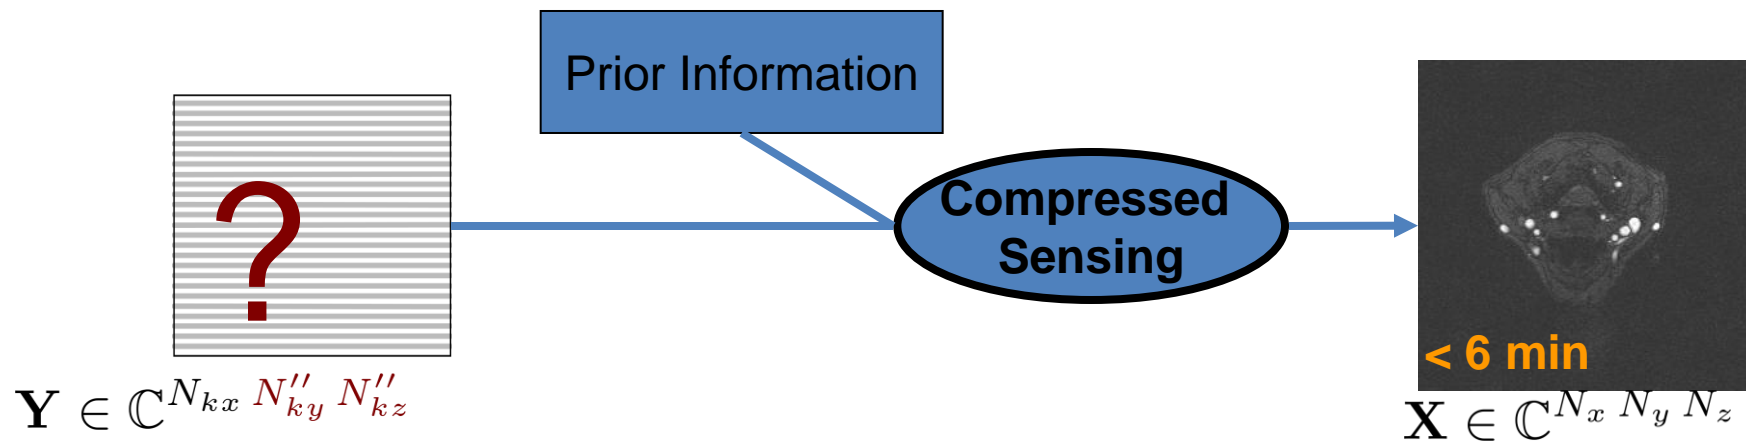 Prior Information
?
Compressed
Sensing
< 6 min
Y ∈ ℂ^{N_{kx} N''_{ky} N''_{kz}}
X ∈ ℂ^{N_x N_y N_z}